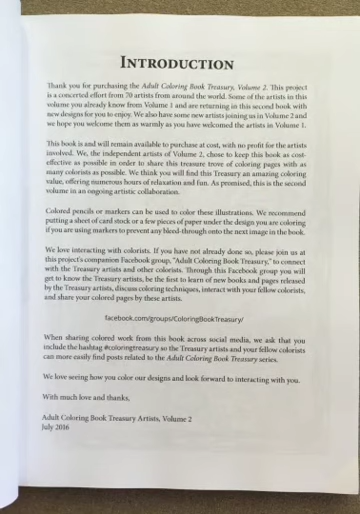 INTRODUCTION
Thank you for purchasing the Adult Coloring Book Treasury, Volume 2. This project
is a concerted effort from 70 artists from around the world. Some of the artists in this
volume you already know from Volume 1 and are returning in this second book with
new designs for you to enjoy. We also have some new artists joining us in Volume 2 and
we hope you welcome them as warmly as you have welcomed the artists in Volume 1.
This book is and will remain available to purchase at cost, with no profit for the artists
involved. We, the independent artists of Volume 2, chose to keep this book as cost-
effective as possible in order to share this treasure trove of coloring pages with as
many colorists as possible. We think you will find this Treasury an amazing coloring
value, offering numerous hours of relaxation and fun. As promised, this is the second
volume in an ongoing artistic collaboration.
Colored pencils or markers can be used to color these illustrations. We recommend
putting a sheet of card stock or a few pieces of paper under the design you are coloring
if you are using markers to prevent any bleed-through onto the next image in the book.
We love interacting with colorists. If you have not already done so, please join us at
this project's companion Facebook group, "Adult Coloring Book Treasury," to connect
with the Treasury artists and other colorists. Through this Facebook group you will
get to know the Treasury artists, be the first to learn of new books and pages released
by the Treasury artists, discuss coloring techniques, interact with your fellow colorists,
and share your colored pages by these artists.
facebook.com/groups/ColoringBookTreasury/
When sharing colored work from this book across social media, we ask that you
include the hashtag #coloringtreasury so the Treasury artists and your fellow colorists
can more easily find posts related to the Adult Coloring Book Treasury series.
We love seeing how you color our designs and look forward to interacting with you.
With much love and thanks,
Adult Coloring Book Treasury Artists, Volume 2
July 2016